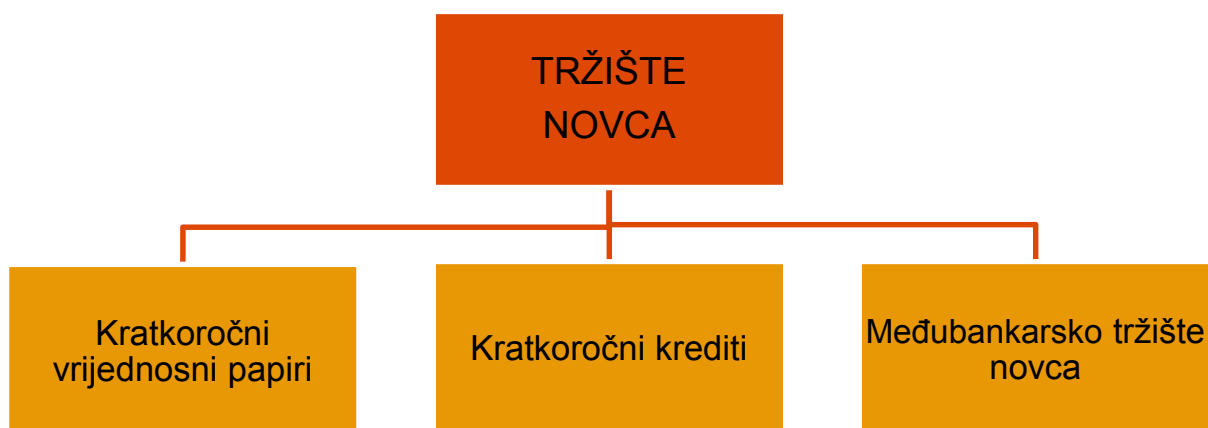 TRŽIŠTE
NOVCA
Kratkoročni
vrijednosni papiri
Kratkoročni krediti
Međubankarsko tržište
novca